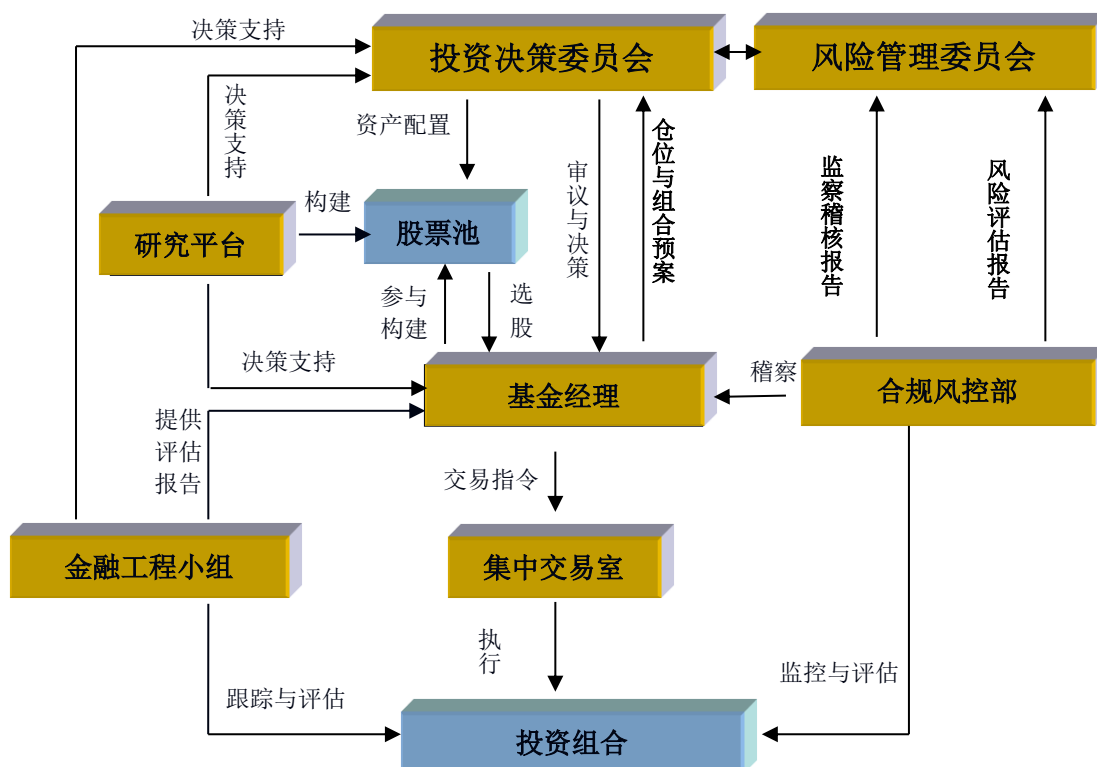 决策支持
投资决策委员会
风险管理委员会
决策支持
资产配置
审议与决策
仓位与组合预案
监察稽核报告
风险评估报告
研究平台
构建
股票池
参与
构建
选股
决策支持
基金经理
稽察
合规风控部
提供
评估
报告
交易指令
金融工程小组
集中交易室
执行
跟踪与评估
监控与评估
投资组合